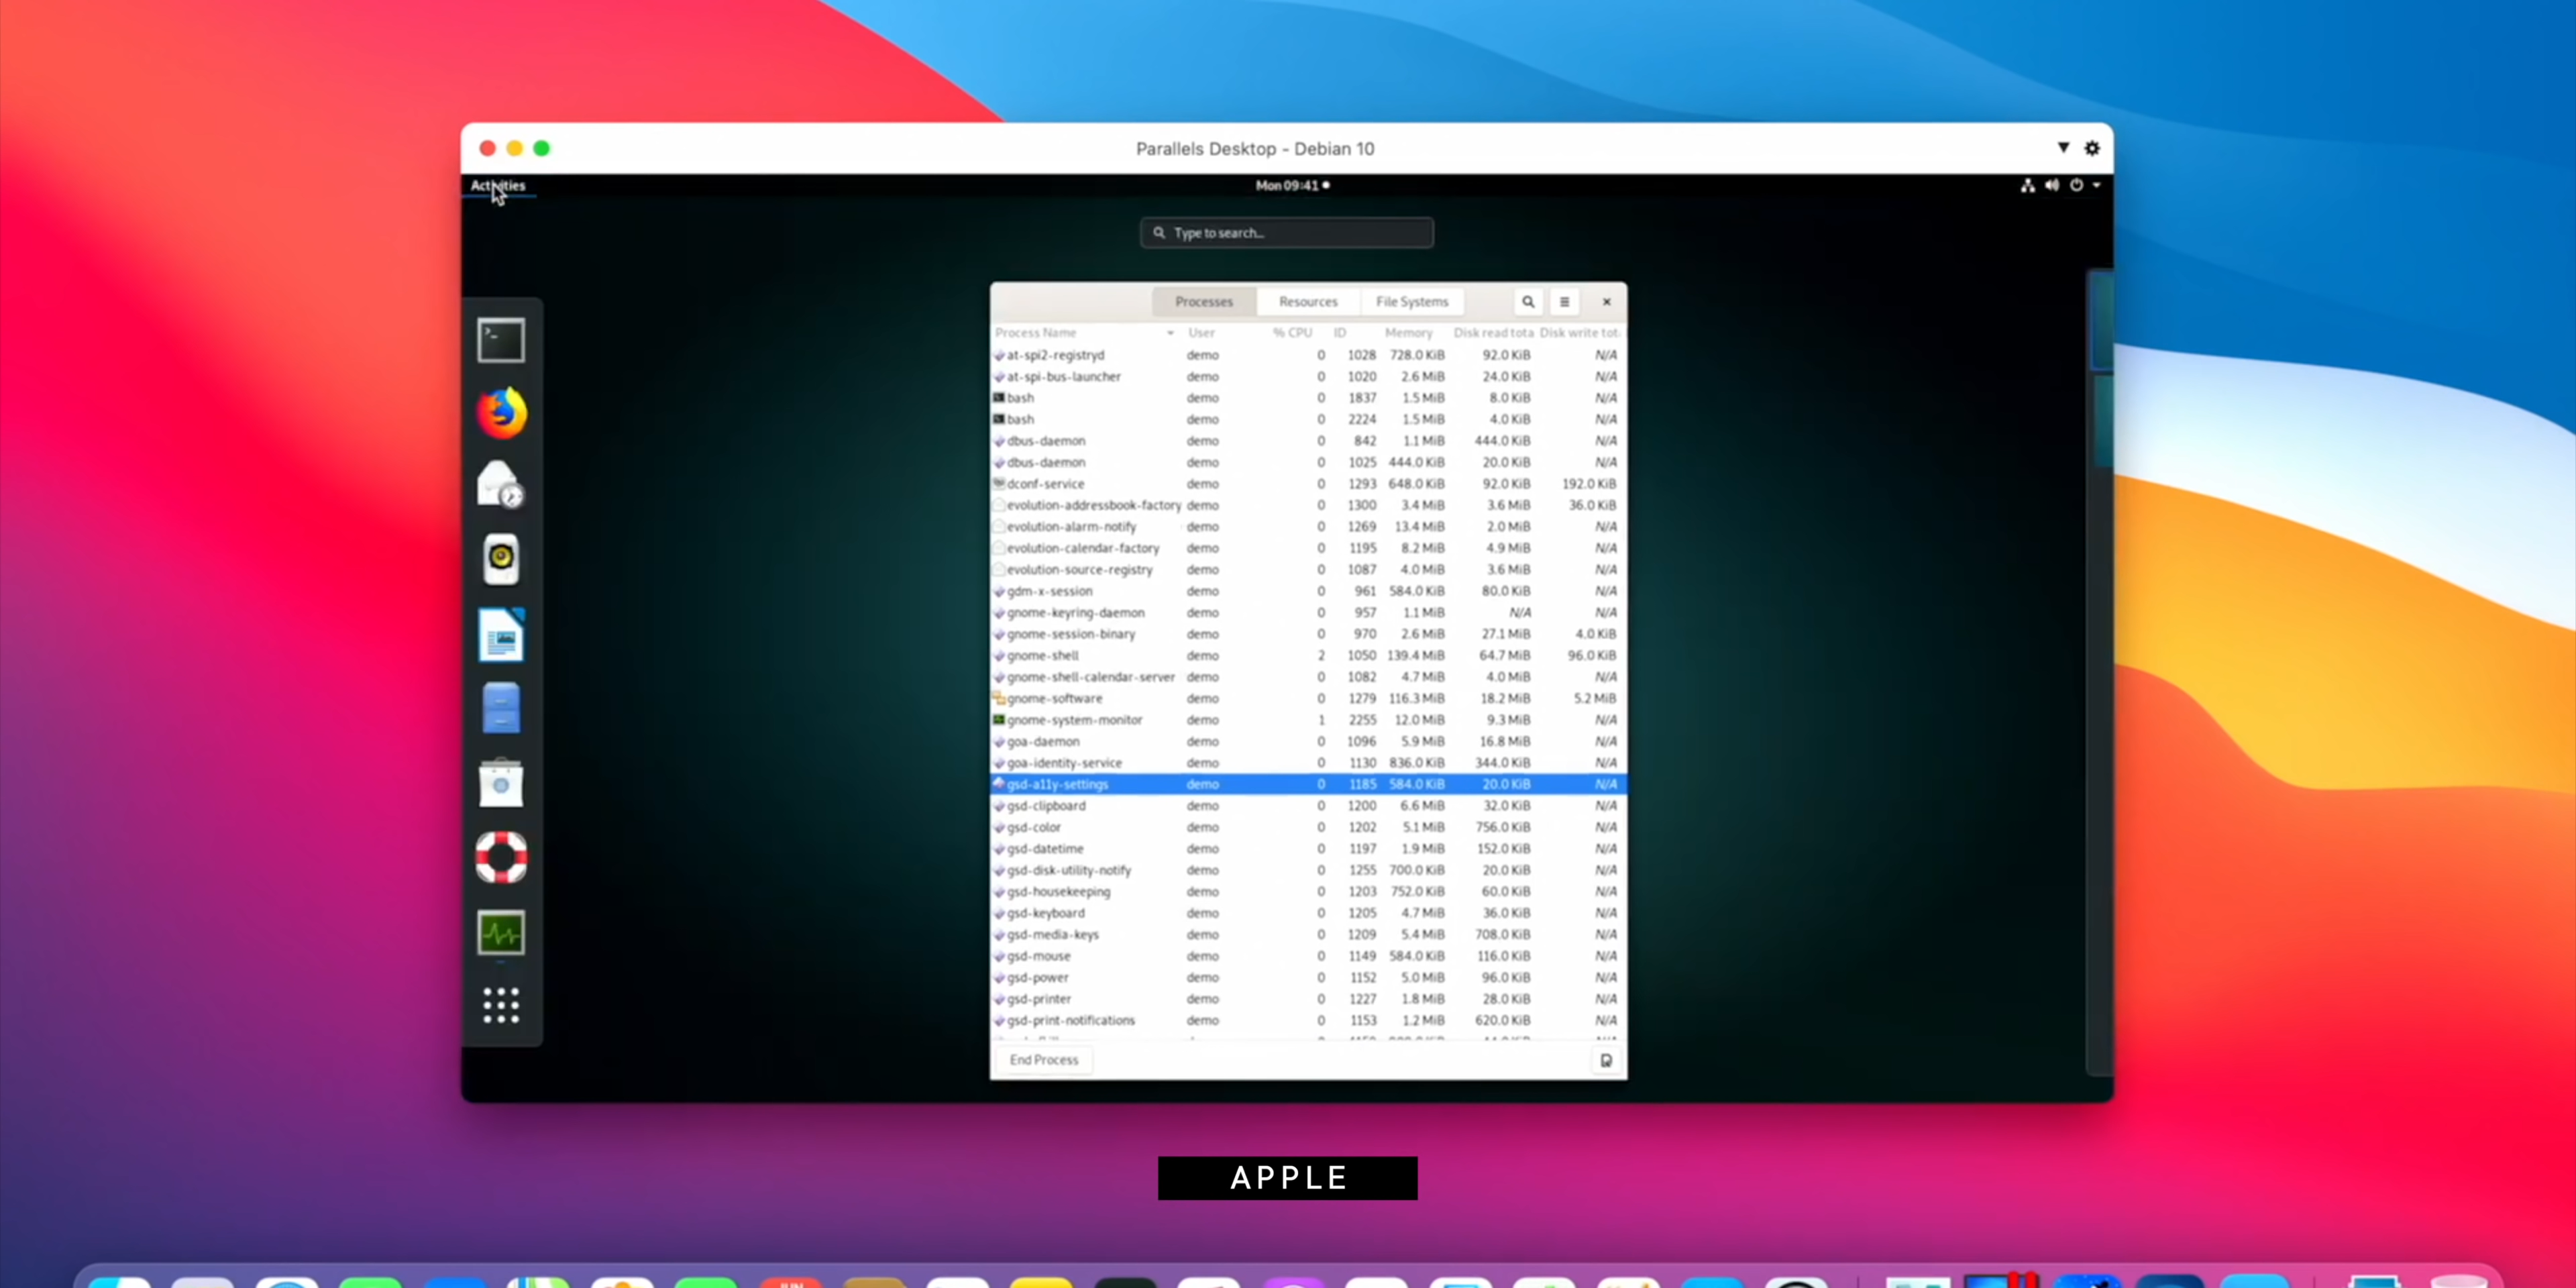 Parallels Desktop - Debian 10
Activities
Mon 09:41
Type to search...
Processes Resources File Systems
Process Name User % CPU ID Memory Disk read tota Disk write tot
at-spi2-registryd demo 0 1028 728.0 KiB 92.0 KiB N/A
at-spi-bus-launcher demo 0 1020 2.6 MiB 24.0 KiB N/A
bash demo 0 1837 1.5 MiB 8.0 KiB N/A
bash demo 0 2224 1.5 MiB 4.0 KiB N/A
dbus-daemon demo 0 842 1.1 MiB 444.0 KiB N/A
dbus-daemon demo 0 1025 444.0 KiB 20.0 KiB N/A
dconf-service demo 0 1293 648.0 KiB 92.0 KiB 192.0 KiB
evolution-addressbook-factory demo 0 1300 3.4 MiB 3.6 MiB 36.0 KiB
evolution-alarm-notify demo 0 1269 13.4 MiB 2.0 MiB N/A
evolution-calendar-factory demo 0 1195 8.2 MiB 4.9 MiB N/A
evolution-source-registry demo 0 1087 4.0 MiB 3.6 MiB N/A
gdm-x-session demo 0 961 584.0 KiB 80.0 KiB N/A
gnome-keyring-daemon demo 0 957 1.1 MiB N/A N/A
gnome-session-binary demo 0 970 2.6 MiB 27.1 MiB 4.0 KiB
gnome-shell demo 2 1050 139.4 MiB 64.7 MiB 96.0 KiB
gnome-shell-calendar-server demo 0 1082 4.7 MiB 4.0 MiB N/A
gnome-software demo 0 1279 116.3 MiB 18.2 MiB 5.2 MiB
gnome-system-monitor demo 1 2255 12.0 MiB 9.3 MiB N/A
goa-daemon demo 0 1096 5.9 MiB 16.8 MiB N/A
goa-identity-service demo 0 1130 836.0 KiB 344.0 KiB N/A
gsd-a11y-settings demo 0 1185 584.0 KiB 20.0 KiB N/A
gsd-clipboard demo 0 1200 6.6 MiB 32.0 KiB N/A
gsd-color demo 0 1202 5.1 MiB 756.0 KiB N/A
gsd-datetime demo 0 1197 1.9 MiB 152.0 KiB N/A
gsd-disk-utility-notify demo 0 1255 700.0 KiB 20.0 KiB N/A
gsd-housekeeping demo 0 1203 752.0 KiB 60.0 KiB N/A
gsd-keyboard demo 0 1205 4.7 MiB 36.0 KiB N/A
gsd-media-keys demo 0 1209 5.4 MiB 708.0 KiB N/A
gsd-mouse demo 0 1149 584.0 KiB 116.0 KiB N/A
gsd-power demo 0 1152 5.0 MiB 96.0 KiB N/A
gsd-printer demo 0 1227 1.8 MiB 28.0 KiB N/A
gsd-print-notifications demo 0 1153 1.2 MiB 620.0 KiB N/A
End Process
APPLE
JUN